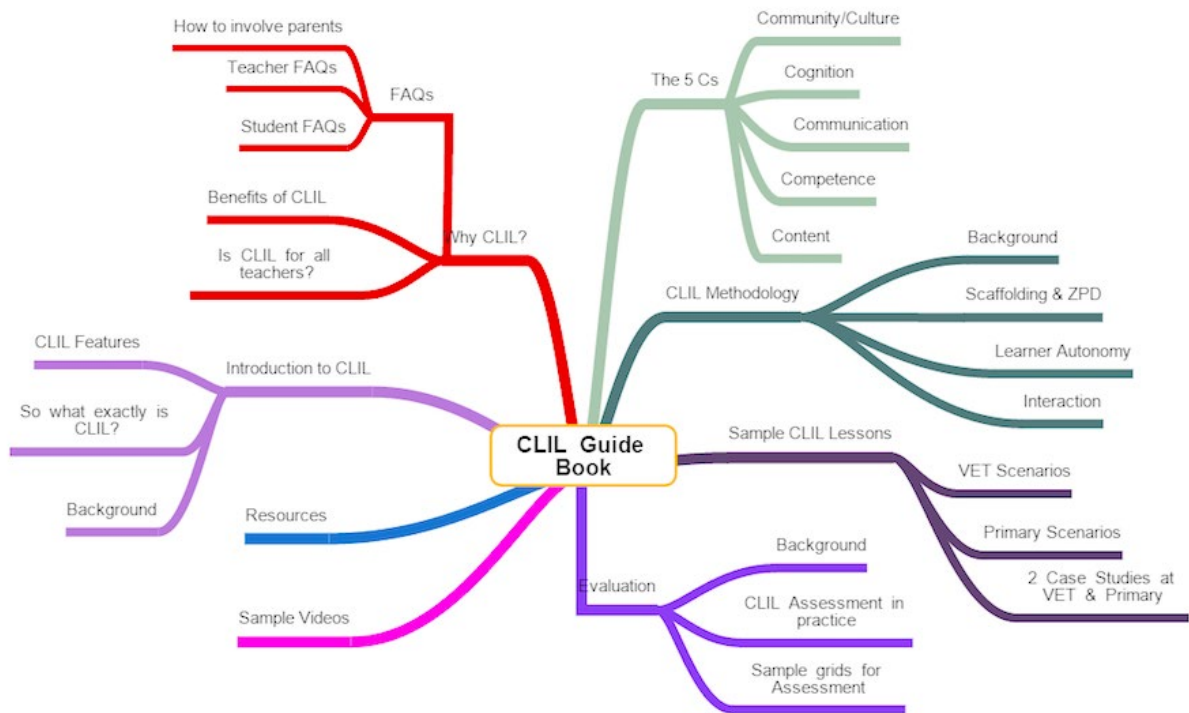 Community/Culture
How to involve parents
Teacher FAQs
Cognition
The 5 Cs
FAQs
Student FAQs
Communication
Competence
Benefits of CLIL
Why CLIL?
Content
Background
Is CLIL for all
teachers?
CLIL Methodology
Scaffolding & ZPD
CLIL Features
Introduction to CLIL
Learner Autonomy
So what exactly is
CLIL?
Interaction
CLIL Guide
Book
Sample CLIL Lessons
VET Scenarios
Background
Resources
Primary Scenarios
Background
2 Case Studies at
VET & Primary
Evaluation
CLIL Assessment in
practice
Sample Videos
Sample grids for
Assessment